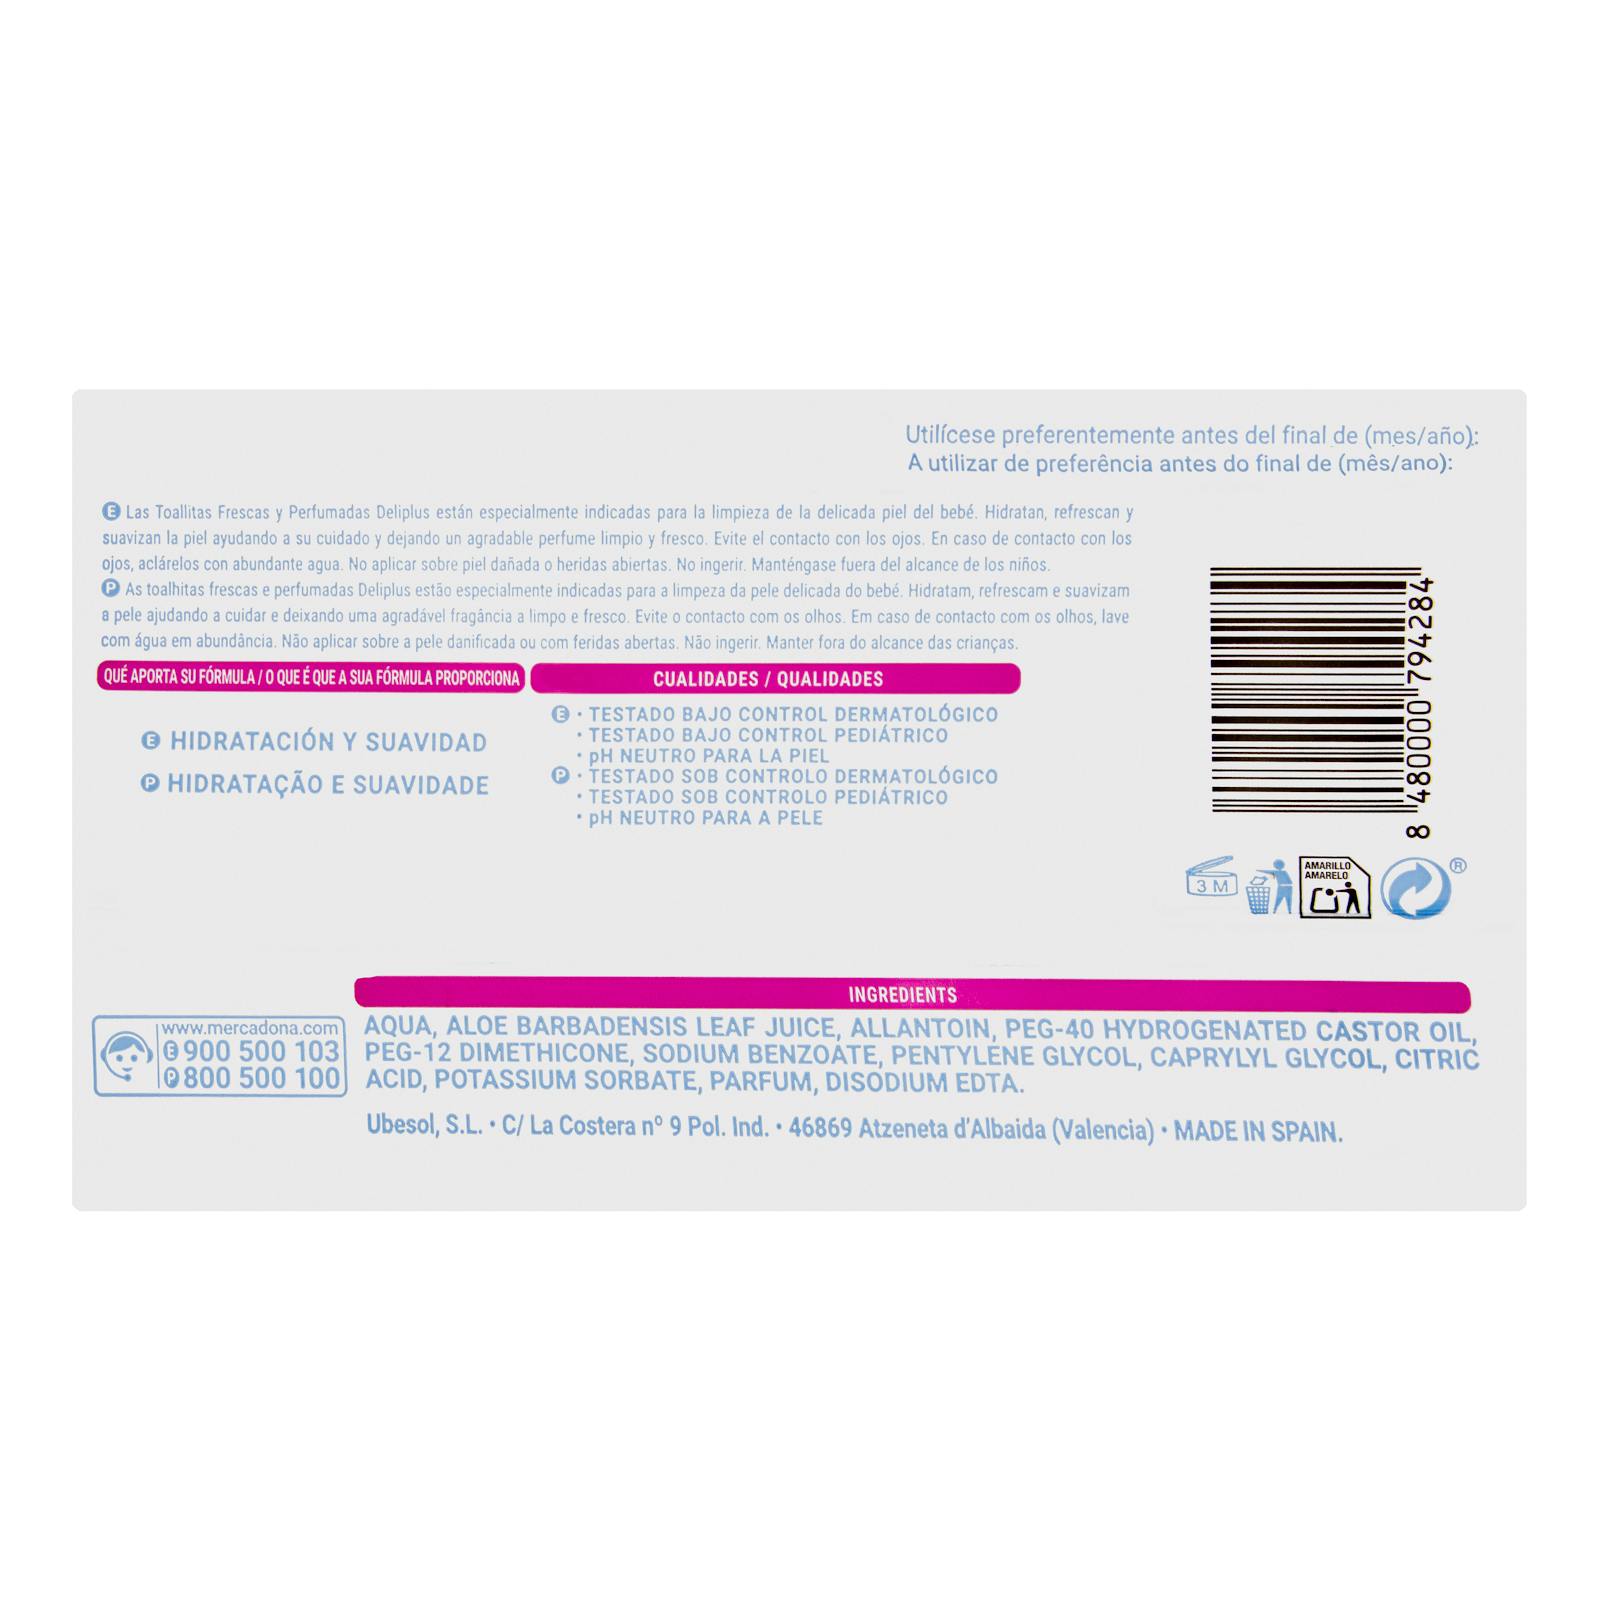 Utilícese preferentemente antes del final de (mes/año):
A utilizar de preferência antes do final de (mês/ano):
E Las Toallitas Frescas y Perfumadas Deliplus están especialmente indicadas para la limpieza de la delicada piel del bebé. Hidratan, refrescan y
suavizan la piel ayudando a su cuidado y dejando un agradable perfume limpio y fresco. Evite el contacto con los ojos. En caso de contacto con los
ojos, aclárelos con abundante agua. No aplicar sobre piel dañada o heridas abiertas. No ingerir. Manténgase fuera del alcance de los niños.
P As toalhitas frescas e perfumadas Deliplus estão especialmente indicadas para a limpeza da pele delicada do bebé. Hidratam, refrescam e suavizam
a pele ajudando a cuidar e deixando uma agradável fragância a limpo e fresco. Evite o contacto com os olhos. Em caso de contacto com os olhos, lave
com água em abundância. Não aplicar sobre a pele danificada ou com feridas abertas. Não ingerir. Manter fora do alcance das crianças.
QUÉ APORTA SU FÓRMULA / O QUE É QUE A SUA FÓRMULA PROPORCIONA
E HIDRATACIÓN Y SUAVIDAD
P HIDRATAÇÃO E SUAVIDADE
CUALIDADES / QUALIDADES
E • TESTADO BAJO CONTROL DERMATOLÓGICO
• TESTADO BAJO CONTROL PEDIÁTRICO
• pH NEUTRO PARA LA PIEL
P • TESTADO SOB CONTROLO DERMATOLÓGICO
• TESTADO SOB CONTROLO PEDIÁTRICO
• pH NEUTRO PARA A PELE
8 480000 794284
3 M
AMARILLO
AMARELO
®
INGREDIENTS
AQUA, ALOE BARBADENSIS LEAF JUICE, ALLANTOIN, PEG-40 HYDROGENATED CASTOR OIL,
PEG-12 DIMETHICONE, SODIUM BENZOATE, PENTYLENE GLYCOL, CAPRYLYL GLYCOL, CITRIC
ACID, POTASSIUM SORBATE, PARFUM, DISODIUM EDTA.
www.mercadona.com
E 900 500 103
P 800 500 100
Ubesol, S.L. • C/ La Costera nº 9 Pol. Ind. • 46869 Atzeneta d'Albaida (Valencia) • MADE IN SPAIN.